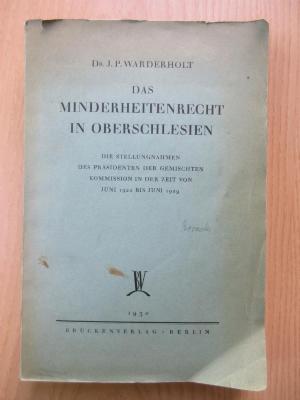 DR. J. P. WARDERHOLT
DAS
MINDERHEITENRECHT
IN OBERSCHLESIEN
DIE STELLUNGNAHMEN
DES PRÄSIDENTEN DER GEMISCHTEN
KOMMISSION IN DER ZEIT VON
JUNI 1922 BIS JUNI 1929
1930
BRÜCKENVERLAG · BERLIN